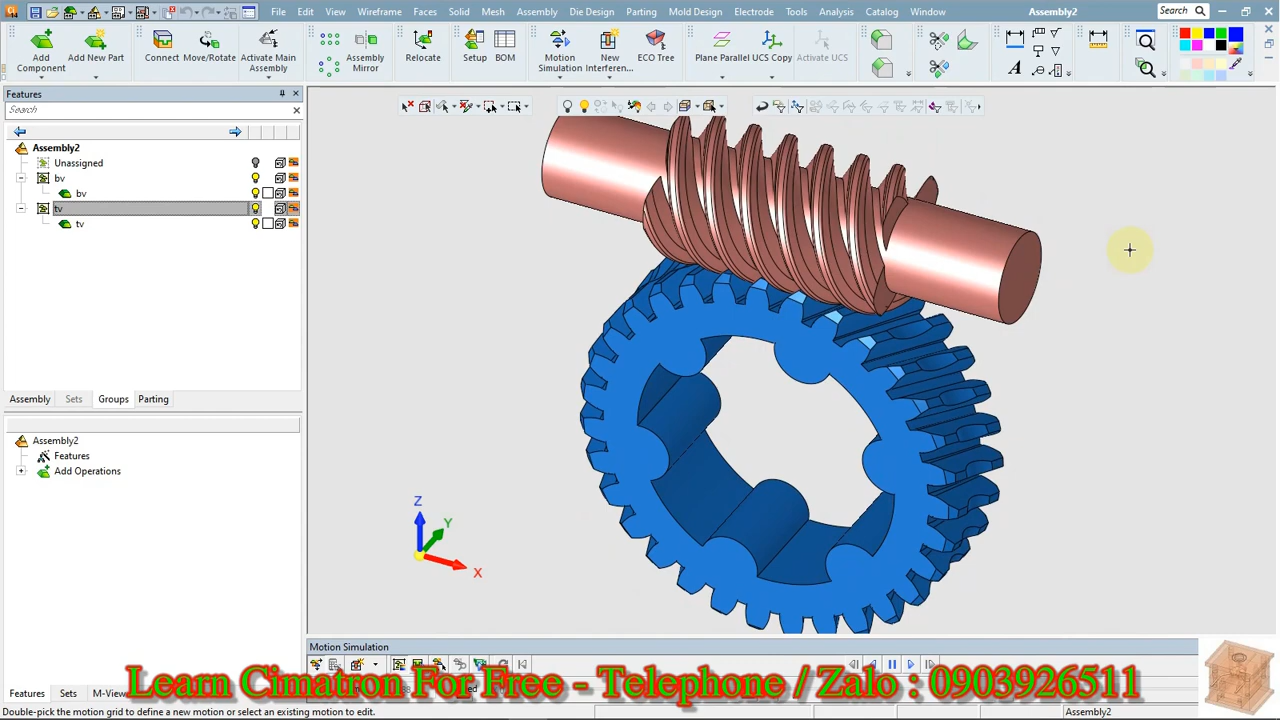 File Edit View Wireframe Faces Solid Mesh Assembly Die Design Parting Mold Design Electrode Tools Analysis Catalog Window Assembly2 Search
Add Component
Add New Part
Connect
Move/Rotate
Activate Main Assembly
Assembly Mirror
Relocate
Setup
BOM
Motion Simulation
New Interferen...
ECO Tree
Plane Parallel
UCS Copy
Activate UCS
Features
Search
Assembly2
Unassigned
bv
bv
tv
tv
Assembly Sets Groups Parting
Assembly2
Features
Add Operations
Z
Y
X
Motion Simulation
Learn Cimatron For Free - Telephone / Zalo : 0903926511
Features Sets M-View
Double-pick the motion grid to define a new motion or select an existing motion to edit.
Assembly2